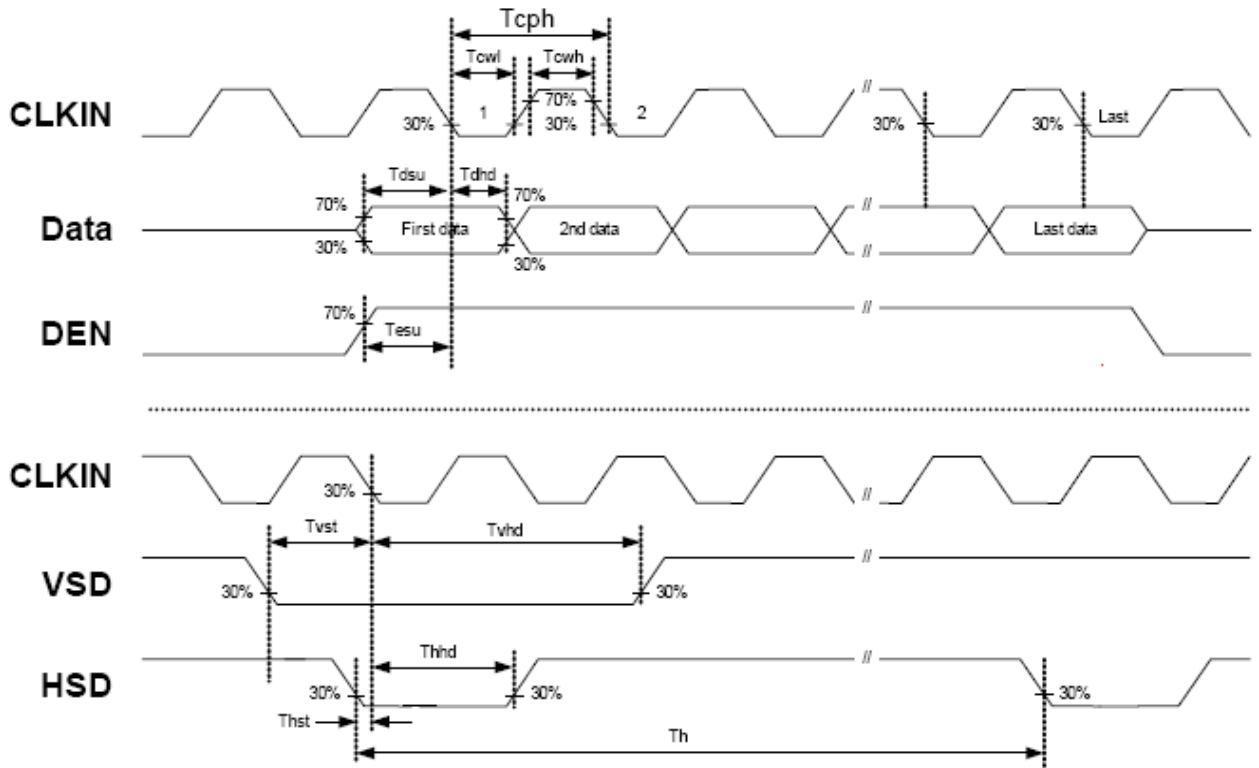 Tcph
Tcwl Tcwh
CLKIN 30% 1 70% 30% 2 // 30% 30% Last
Tdsu Tdhd
Data 70% 30% First data 70% 30% 2nd data // // Last data
DEN 70% Tesu //
CLKIN 30% //
Tvst Tvhd
VSD 30% 30% //
Thhd
HSD 30% 30% // 30%
Thst
Th